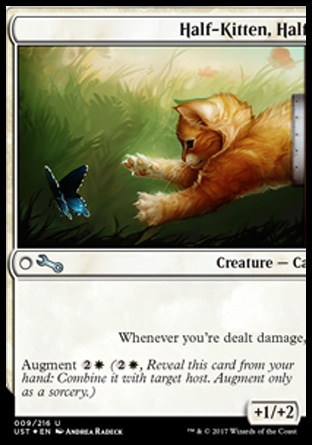 Half-Kitten, Half
Creature — Ca
Whenever you're dealt damage,
Augment 2W (2W, Reveal this card from
your hand: Combine it with target host. Augment only
as a sorcery.)
+1/+2
009/216 U
UST • EN ANDREA RADECK
™ & © 2017 Wizards of the Coast